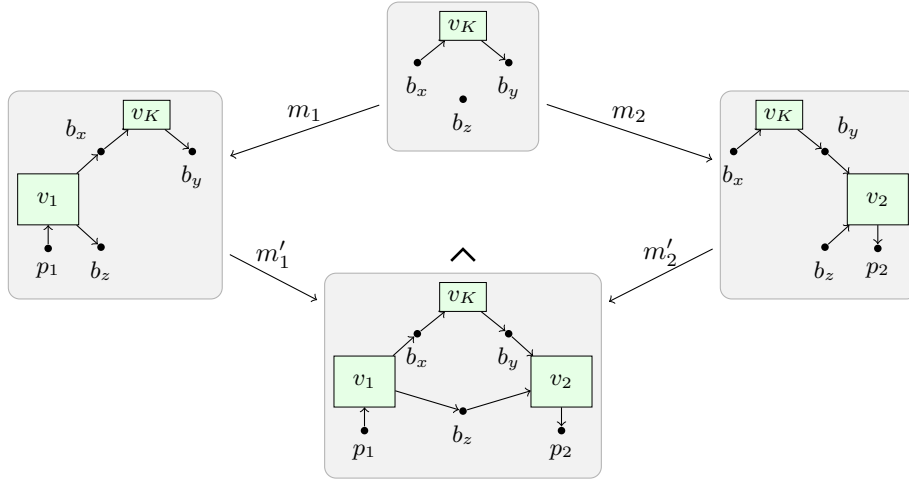 v_K
b_x b_y
b_z
m_1 m_2
v_K
b_x
b_y
v_1
p_1 b_z
v_K
b_y
b_x
v_2
b_z p_2
m'_1 m'_2
v_K
b_x b_y
v_1 v_2
b_z
p_1 p_2